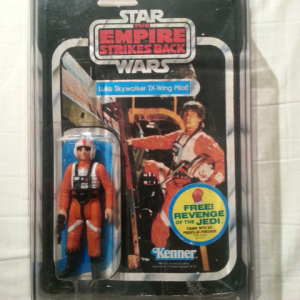 STAR
THE
EMPIRE
STRIKES BACK
WARS
Luke Skywalker (X-Wing Pilot)
FREE!
REVENGE
OF THE
JEDI
Kenner